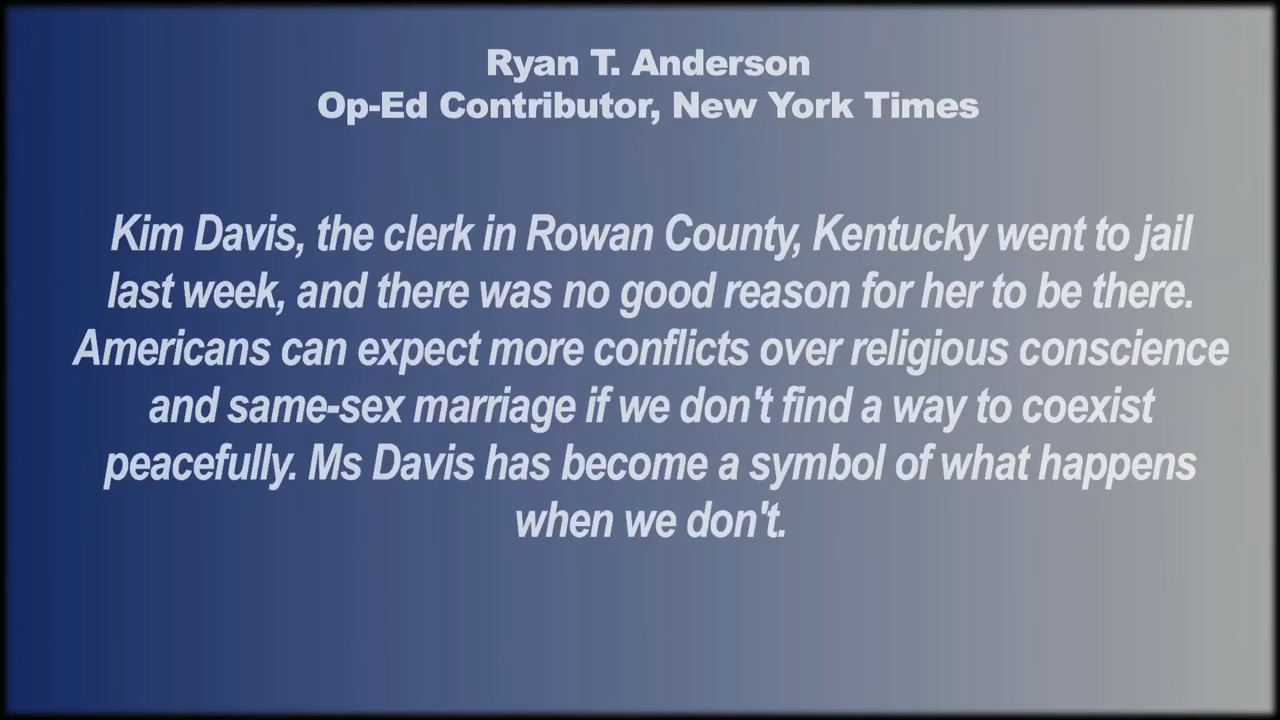 Ryan T. Anderson
Op-Ed Contributor, New York Times
Kim Davis, the clerk in Rowan County, Kentucky went to jail
last week, and there was no good reason for her to be there.
Americans can expect more conflicts over religious conscience
and same-sex marriage if we don't find a way to coexist
peacefully. Ms Davis has become a symbol of what happens
when we don't.